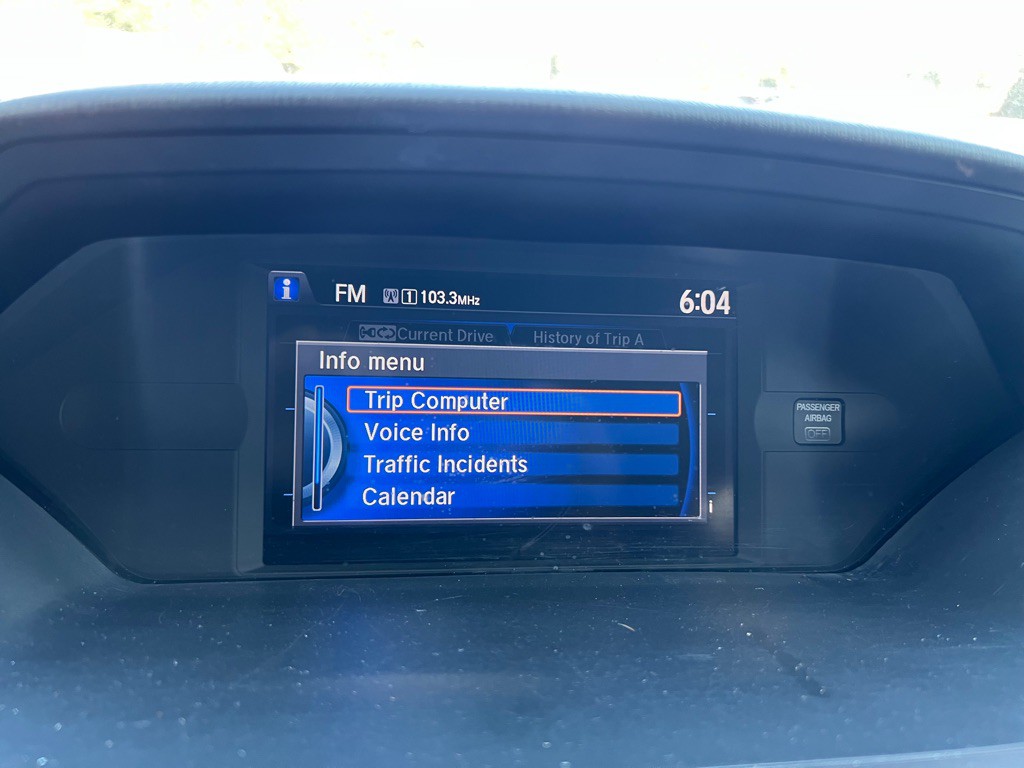 i FM 1 103.3MHz 6:04
Current Drive History of Trip A
Info menu
Trip Computer
Voice Info
Traffic Incidents
Calendar
i
PASSENGER
AIRBAG
OFF